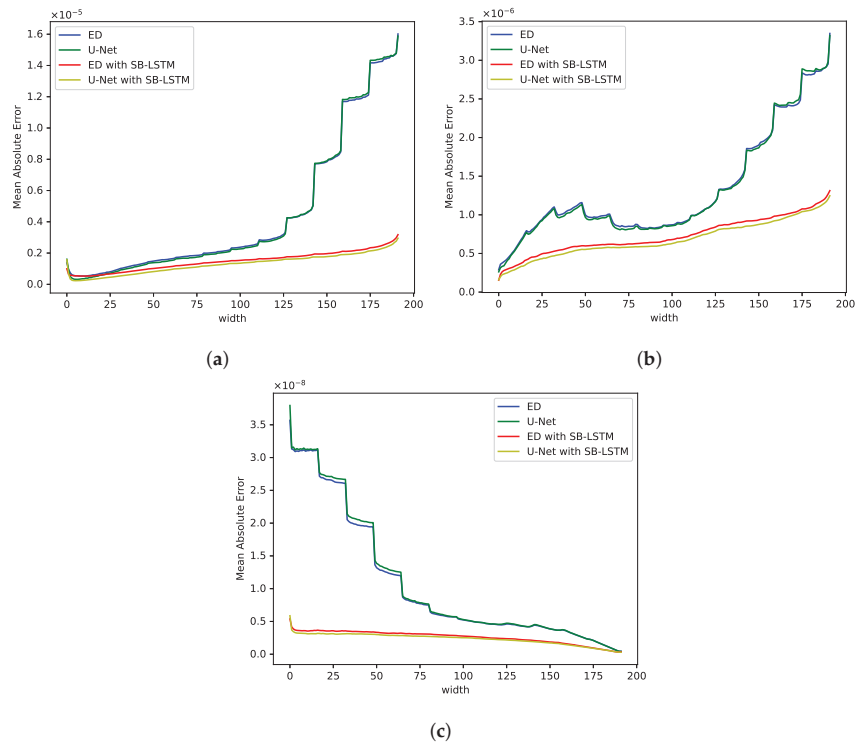 ×10⁻⁵
1.6
1.4
1.2
1.0
0.8
0.6
0.4
0.2
0.0
Mean Absolute Error
ED
U-Net
ED with SB-LSTM
U-Net with SB-LSTM
0 25 50 75 100 125 150 175 200
width
(a)
×10⁻⁶
3.5
3.0
2.5
2.0
1.5
1.0
0.5
0.0
Mean Absolute Error
ED
U-Net
ED with SB-LSTM
U-Net with SB-LSTM
0 25 50 75 100 125 150 175 200
width
(b)
×10⁻⁸
3.5
3.0
2.5
2.0
1.5
1.0
0.5
0.0
Mean Absolute Error
ED
U-Net
ED with SB-LSTM
U-Net with SB-LSTM
0 25 50 75 100 125 150 175 200
width
(c)